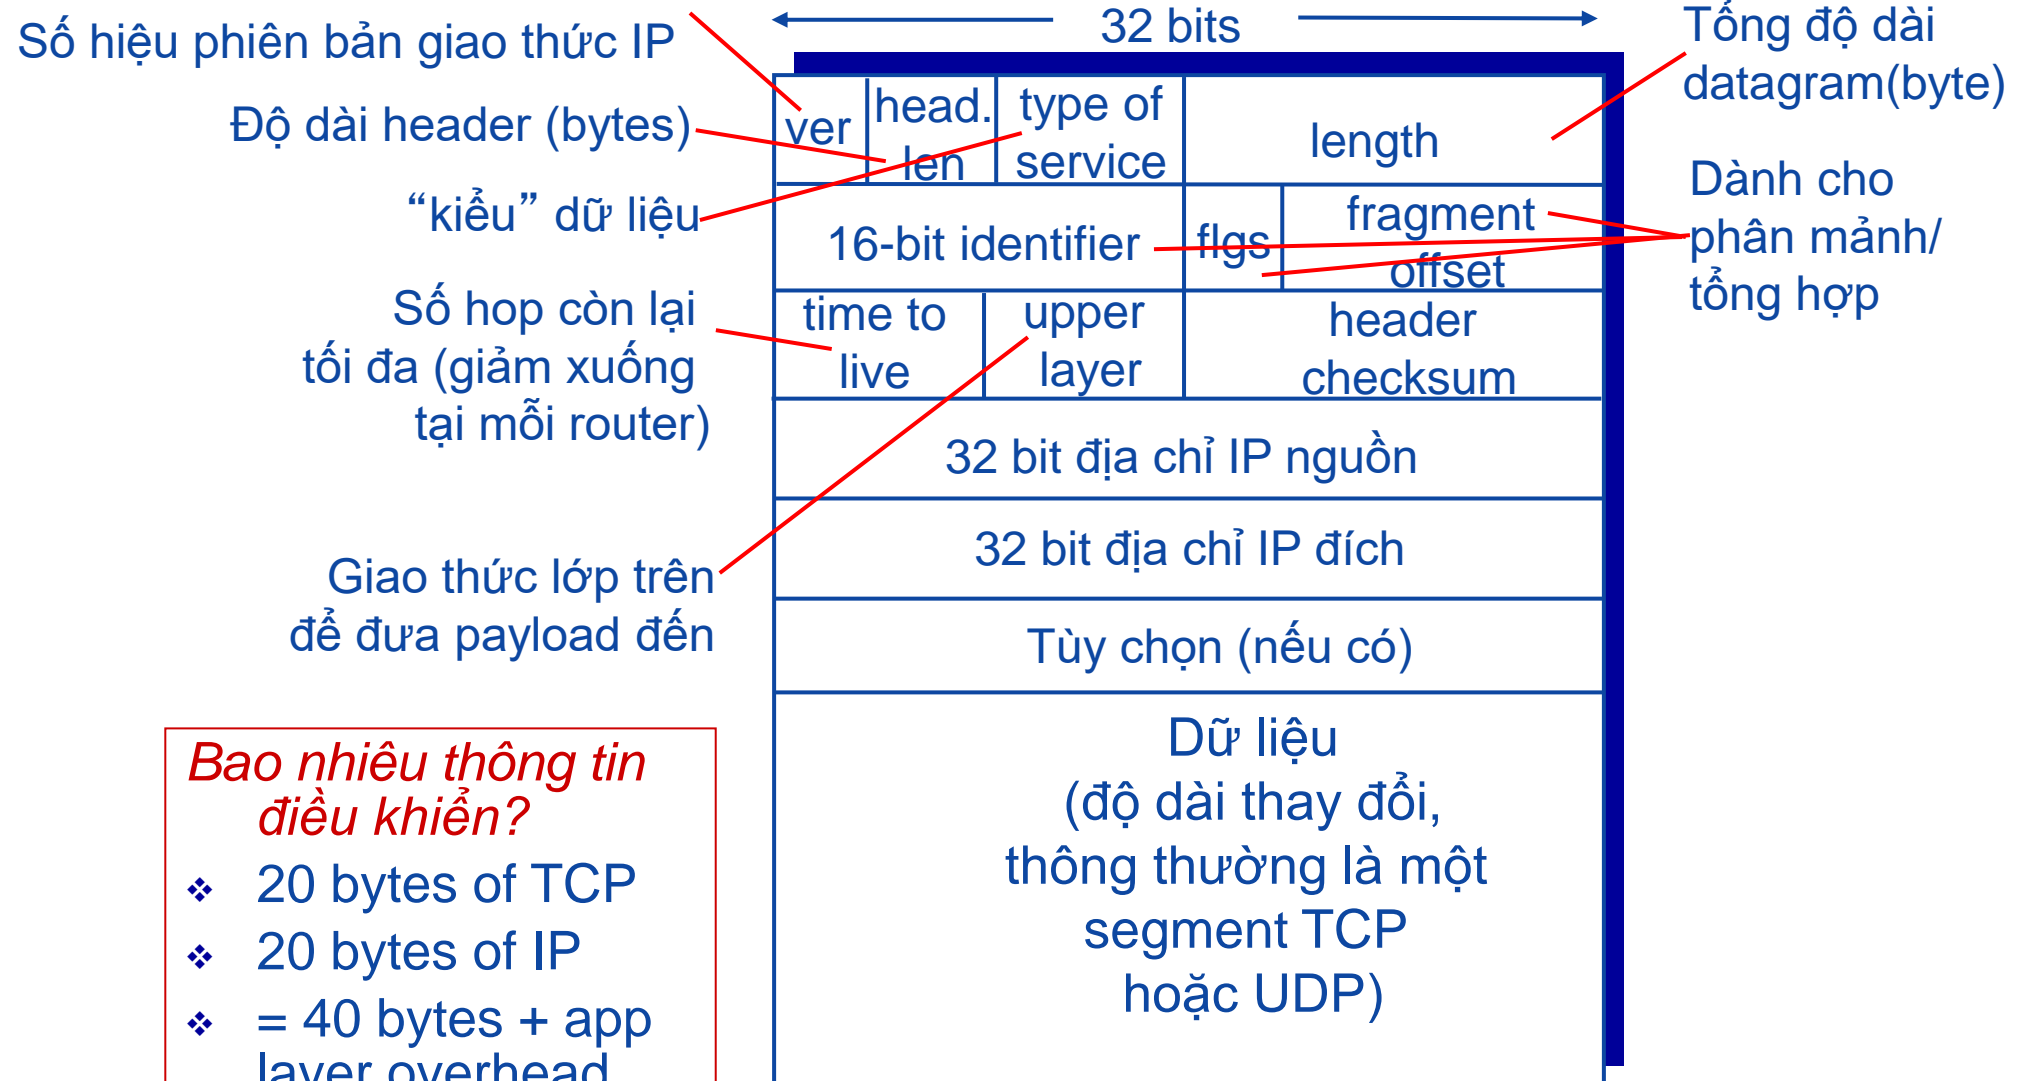 Số hiệu phiên bản giao thức IP
32 bits
Tổng độ dài
datagram(byte)
Độ dài header (bytes)
ver
head.
len
type of
service
length
“kiểu” dữ liệu
16-bit identifier
flgs
fragment
offset
Dành cho
phân mảnh/
tổng hợp
Số hop còn lại
tối đa (giảm xuống
tại mỗi router)
time to
live
upper
layer
header
checksum
32 bit địa chỉ IP nguồn
32 bit địa chỉ IP đích
Giao thức lớp trên
để đưa payload đến
Tùy chọn (nếu có)
Dữ liệu
(độ dài thay đổi,
thông thường là một
segment TCP
hoặc UDP)
Bao nhiêu thông tin
điều khiển?
❖ 20 bytes of TCP
❖ 20 bytes of IP
❖ = 40 bytes + app
layer overhead